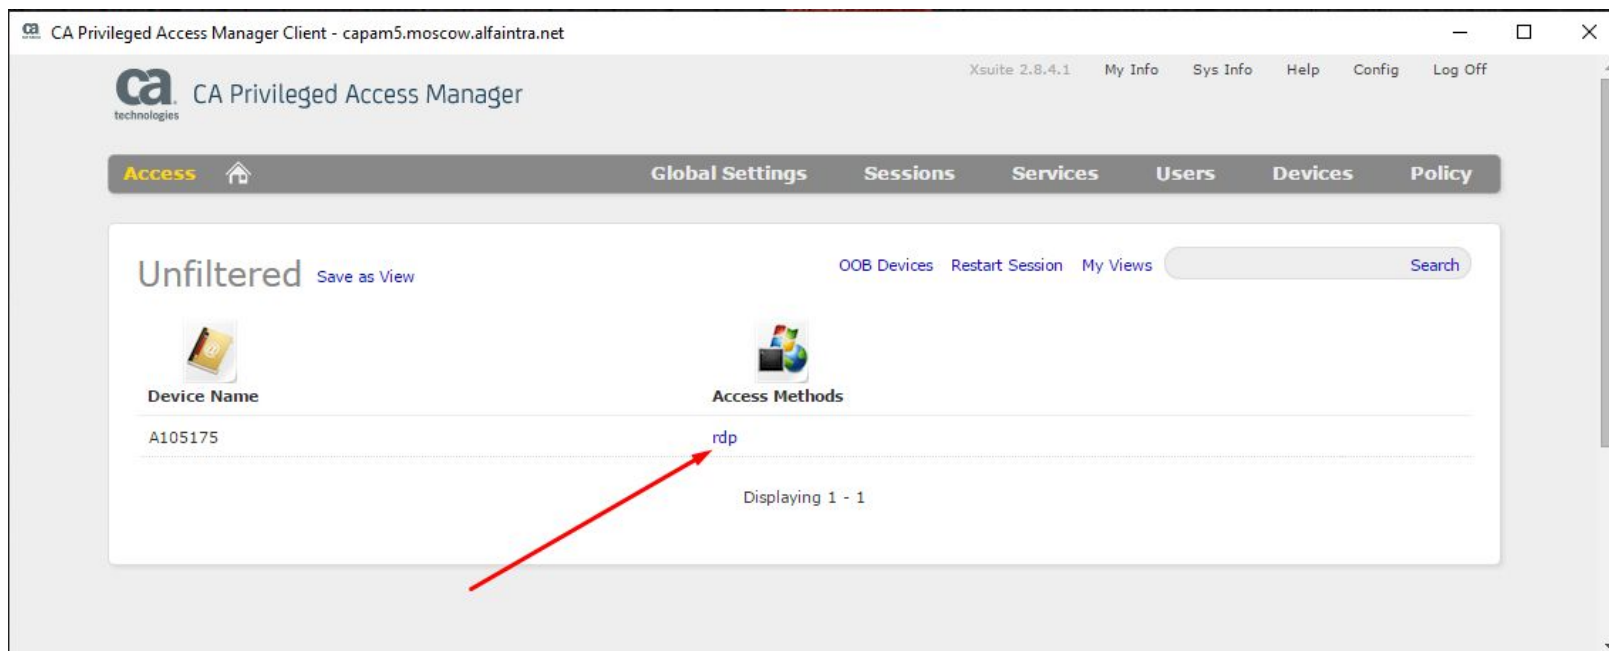 CA Privileged Access Manager Client - capam5.moscow.alfaintra.net
ca technologies CA Privileged Access Manager
Xsuite 2.8.4.1 My Info Sys Info Help Config Log Off
Access Global Settings Sessions Services Users Devices Policy
Unfiltered Save as View OOB Devices Restart Session My Views Search
Device Name Access Methods
A105175 rdp
Displaying 1 - 1